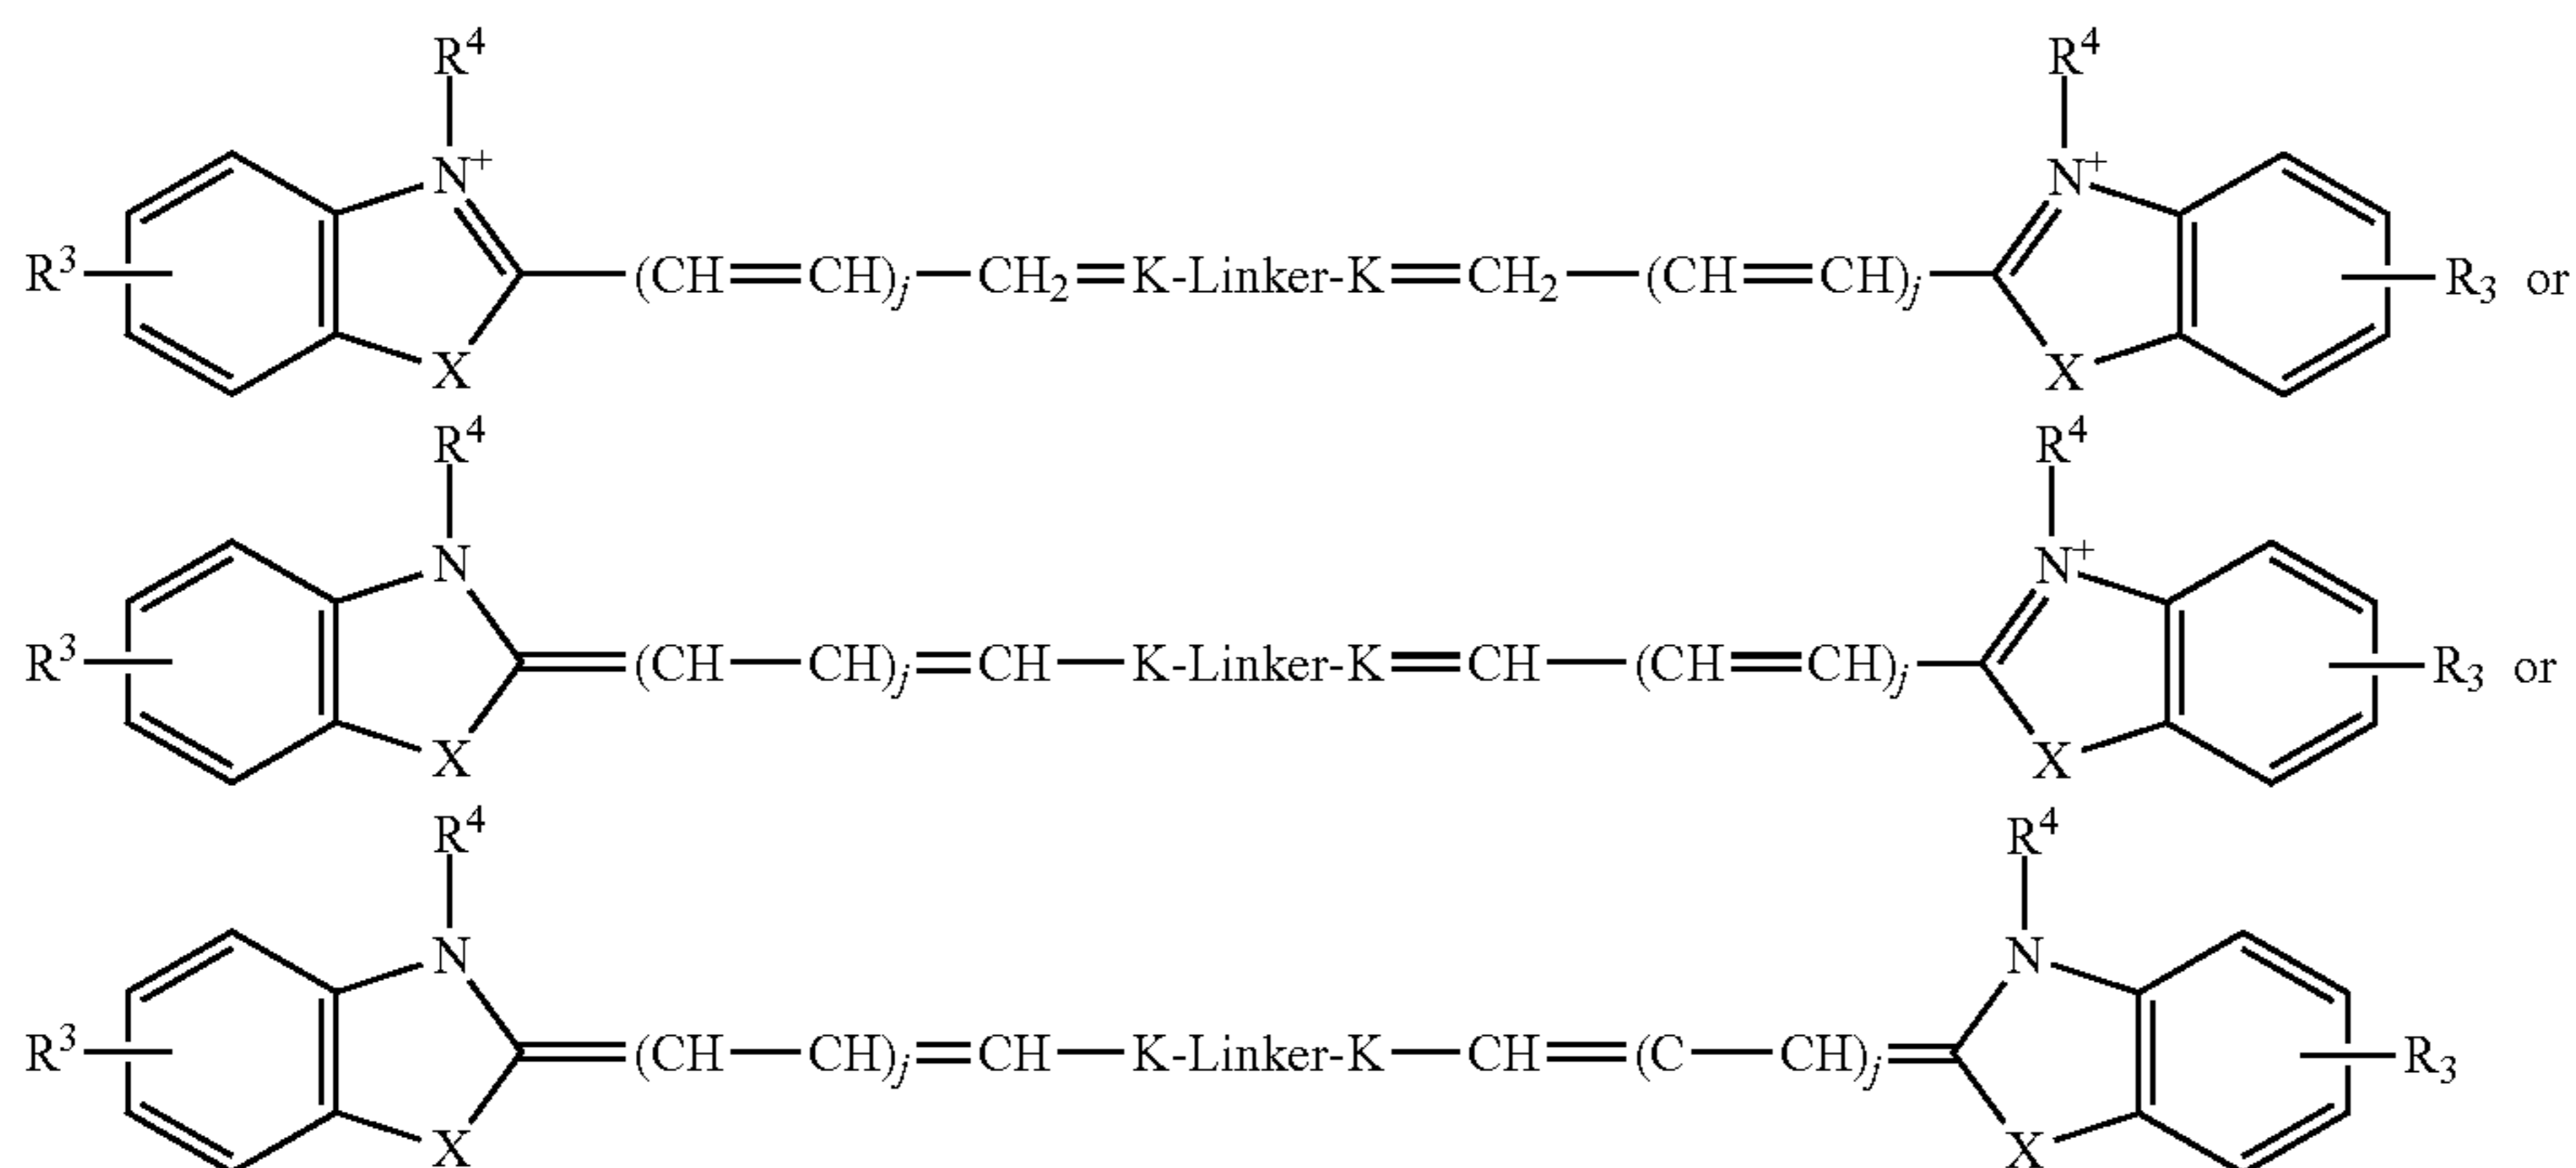 R⁴ R⁴
N⁺ N⁺
R³ (CH=CH)ⱼ—CH₂=K-Linker-K=CH₂—(CH=CH)ⱼ R₃ or
X X
R⁴ R⁴
N N⁺
R³ =(CH—CH)ⱼ=CH—K-Linker-K=CH—(CH=CH)ⱼ R₃ or
X X
R⁴ R⁴
N N
R³ =(CH—CH)ⱼ=CH—K-Linker-K—CH=(C—CH)ⱼ= R₃
X X